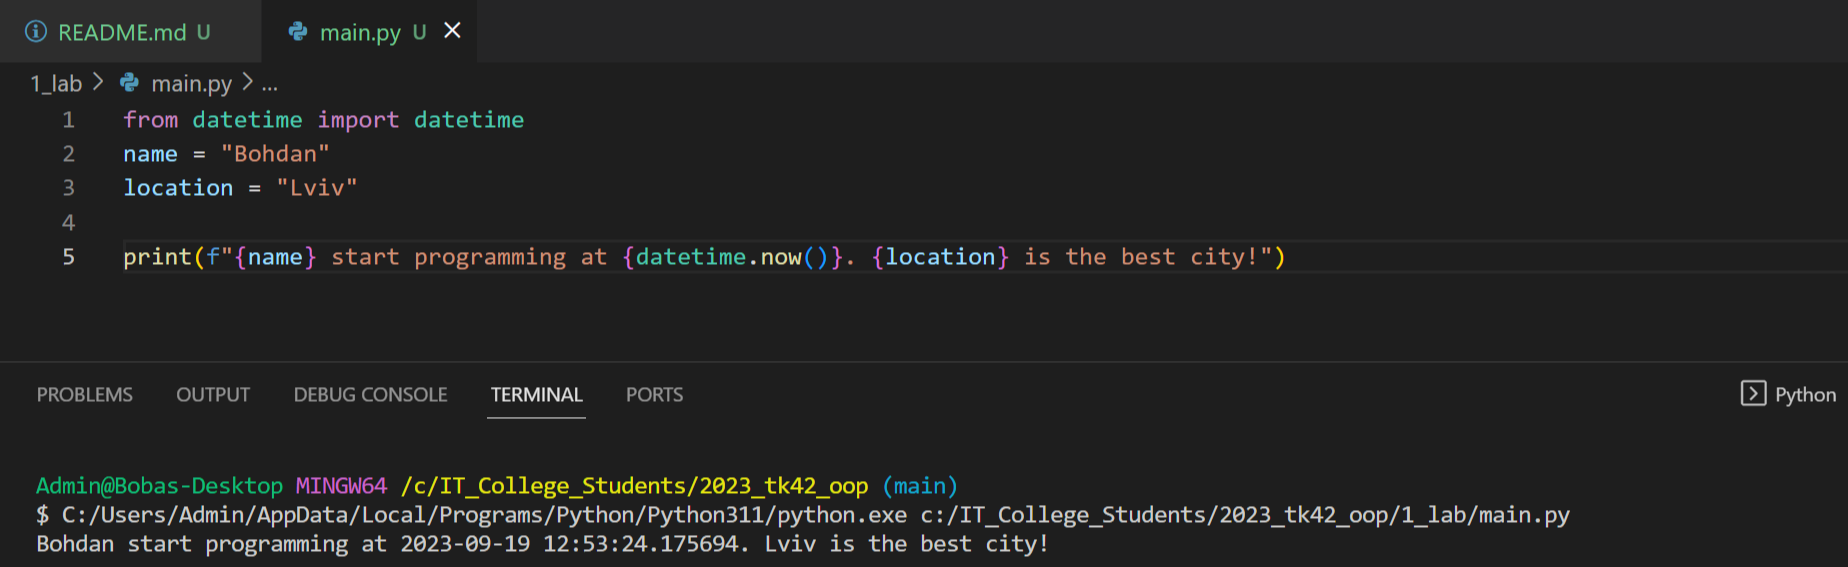 README.md U main.py U
1_lab > main.py > ...
1 from datetime import datetime
2 name = "Bohdan"
3 location = "Lviv"
4
5 print(f"{name} start programming at {datetime.now()}. {location} is the best city!")
PROBLEMS OUTPUT DEBUG CONSOLE TERMINAL PORTS Python
Admin@Bobas-Desktop MINGW64 /c/IT_College_Students/2023_tk42_oop (main)
$ C:/Users/Admin/AppData/Local/Programs/Python/Python311/python.exe c:/IT_College_Students/2023_tk42_oop/1_lab/main.py
Bohdan start programming at 2023-09-19 12:53:24.175694. Lviv is the best city!